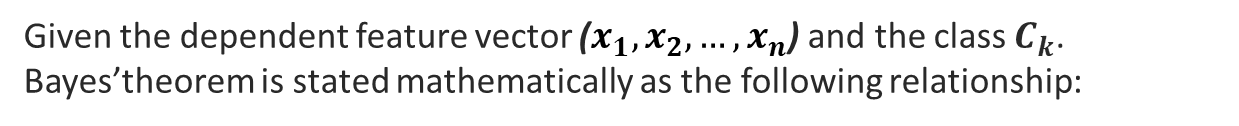 Given the dependent feature vector (x₁, x₂, ... , xₙ) and the class Cₖ.
Bayes'theorem is stated mathematically as the following relationship: